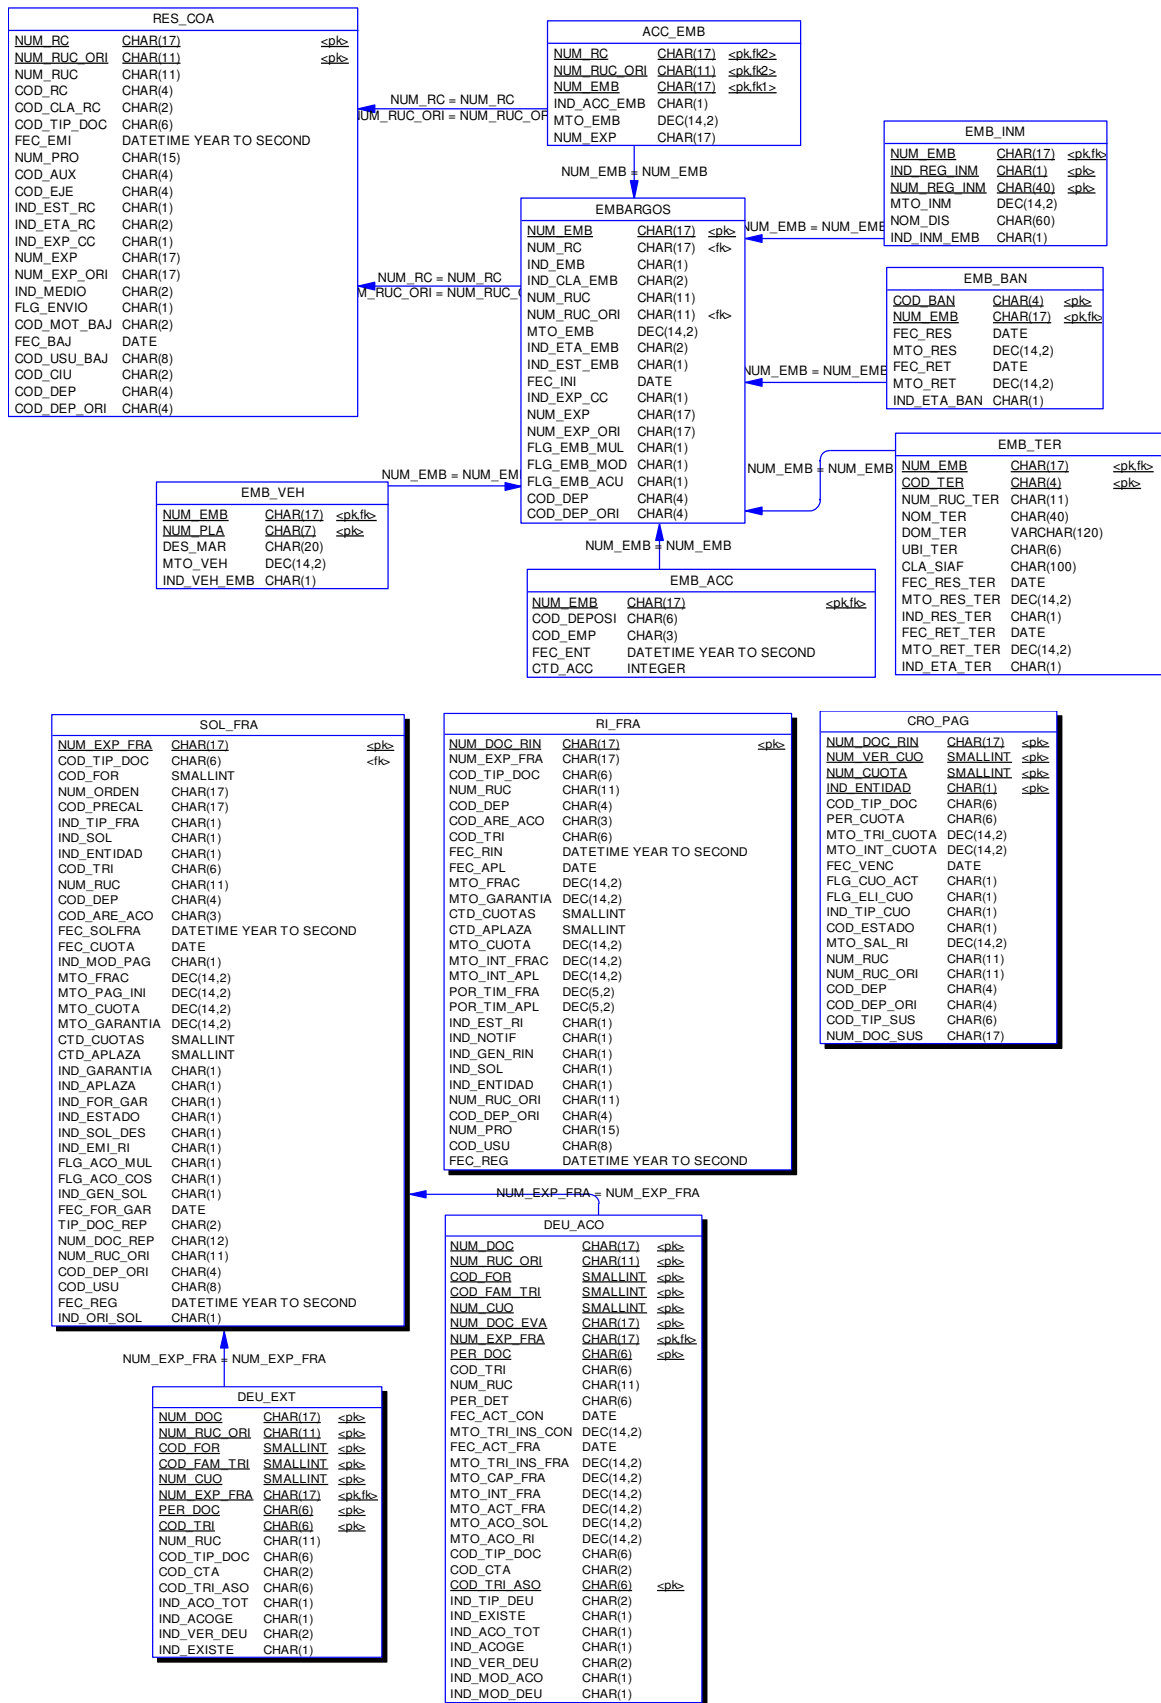 RES_COA
NUM_RC CHAR(17) <pk>
NUM_RUC_ORI CHAR(11) <pk>
NUM_RUC CHAR(11)
COD_RC CHAR(4)
COD_CLA_RC CHAR(2)
COD_TIP_DOC CHAR(6)
FEC_EMI DATETIME YEAR TO SECOND
NUM_PRO CHAR(15)
COD_AUX CHAR(4)
COD_EJE CHAR(4)
IND_EST_RC CHAR(1)
IND_ETA_RC CHAR(2)
IND_EXP_CC CHAR(1)
NUM_EXP CHAR(17)
NUM_EXP_ORI CHAR(17)
IND_MEDIO CHAR(2)
FLG_ENVIO CHAR(1)
COD_MOT_BAJ CHAR(2)
FEC_BAJ DATE
COD_USU_BAJ CHAR(8)
COD_CIU CHAR(2)
COD_DEP CHAR(4)
COD_DEP_ORI CHAR(4)
NUM_RC = NUM_RC
NUM_RUC_ORI = NUM_RUC_OR
ACC_EMB
NUM_RC CHAR(17) <pk,fk2>
NUM_RUC_ORI CHAR(11) <pk,fk2>
NUM_EMB CHAR(17) <pk,fk1>
IND_ACC_EMB CHAR(1)
MTO_EMB DEC(14,2)
NUM_EXP CHAR(17)
NUM_EMB = NUM_EMB
NUM_RC = NUM_RC
M_RUC_ORI = NUM_RUC_
EMBARGOS
NUM_EMB CHAR(17) <pk>
NUM_RC CHAR(17) <fk>
IND_EMB CHAR(1)
IND_CLA_EMB CHAR(2)
NUM_RUC CHAR(11)
NUM_RUC_ORI CHAR(11) <fk>
MTO_EMB DEC(14,2)
IND_ETA_EMB CHAR(2)
IND_EST_EMB CHAR(1)
FEC_INI DATE
IND_EXP_CC CHAR(1)
NUM_EXP CHAR(17)
NUM_EXP_ORI CHAR(17)
FLG_EMB_MUL CHAR(1)
FLG_EMB_MOD CHAR(1)
FLG_EMB_ACU CHAR(1)
COD_DEP CHAR(4)
COD_DEP_ORI CHAR(4)
EMB_INM
NUM_EMB CHAR(17) <pk,fk>
IND_REG_INM CHAR(1) <pk>
NUM_REG_INM CHAR(40) <pk>
MTO_INM DEC(14,2)
NOM_DIS CHAR(60)
IND_INM_EMB CHAR(1)
NUM_EMB = NUM_EMB
EMB_BAN
COD_BAN CHAR(4) <pk>
NUM_EMB CHAR(17) <pk,fk>
FEC_RES DATE
MTO_RES DEC(14,2)
FEC_RET DATE
MTO_RET DEC(14,2)
IND_ETA_BAN CHAR(1)
NUM_EMB = NUM_EMB
EMB_TER
NUM_EMB CHAR(17) <pk,fk>
COD_TER CHAR(4) <pk>
NUM_RUC_TER CHAR(11)
NOM_TER CHAR(40)
DOM_TER VARCHAR(120)
UBI_TER CHAR(6)
CLA_SIAF CHAR(100)
FEC_RES_TER DATE
MTO_RES_TER DEC(14,2)
IND_RES_TER CHAR(1)
FEC_RET_TER DATE
MTO_RET_TER DEC(14,2)
IND_ETA_TER CHAR(1)
NUM_EMB = NUM_EMB
NUM_EMB = NUM_EM
EMB_VEH
NUM_EMB CHAR(17) <pk,fk>
NUM_PLA CHAR(7) <pk>
DES_MAR CHAR(20)
MTO_VEH DEC(14,2)
IND_VEH_EMB CHAR(1)
NUM_EMB = NUM_EMB
EMB_ACC
NUM_EMB CHAR(17) <pk,fk>
COD_DEPOSI CHAR(6)
COD_EMP CHAR(3)
FEC_ENT DATETIME YEAR TO SECOND
CTD_ACC INTEGER
SOL_FRA
NUM_EXP_FRA CHAR(17) <pk>
COD_TIP_DOC CHAR(6) <fk>
COD_FOR SMALLINT
NUM_ORDEN CHAR(17)
COD_PRECAL CHAR(17)
IND_TIP_FRA CHAR(1)
IND_SOL CHAR(1)
IND_ENTIDAD CHAR(1)
COD_TRI CHAR(6)
NUM_RUC CHAR(11)
COD_DEP CHAR(4)
COD_ARE_ACO CHAR(3)
FEC_SOLFRA DATETIME YEAR TO SECOND
FEC_CUOTA DATE
IND_MOD_PAG CHAR(1)
MTO_FRAC DEC(14,2)
MTO_PAG_INI DEC(14,2)
MTO_CUOTA DEC(14,2)
MTO_GARANTIA DEC(14,2)
CTD_CUOTAS SMALLINT
CTD_APLAZA SMALLINT
IND_GARANTIA CHAR(1)
IND_APLAZA CHAR(1)
IND_FOR_GAR CHAR(1)
IND_ESTADO CHAR(1)
IND_SOL_DES CHAR(1)
IND_EMI_RI CHAR(1)
FLG_ACO_MUL CHAR(1)
FLG_ACO_COS CHAR(1)
IND_GEN_SOL CHAR(1)
FEC_FOR_GAR DATE
TIP_DOC_REP CHAR(2)
NUM_DOC_REP CHAR(12)
NUM_RUC_ORI CHAR(11)
COD_DEP_ORI CHAR(4)
COD_USU CHAR(8)
FEC_REG DATETIME YEAR TO SECOND
IND_ORI_SOL CHAR(1)
RI_FRA
NUM_DOC_RIN CHAR(17) <pk>
NUM_EXP_FRA CHAR(17)
COD_TIP_DOC CHAR(6)
NUM_RUC CHAR(11)
COD_DEP CHAR(4)
COD_ARE_ACO CHAR(3)
COD_TRI CHAR(6)
FEC_RIN DATETIME YEAR TO SECOND
FEC_APL DATE
MTO_FRAC DEC(14,2)
MTO_GARANTIA DEC(14,2)
CTD_CUOTAS SMALLINT
CTD_APLAZA SMALLINT
MTO_CUOTA DEC(14,2)
MTO_INT_FRAC DEC(14,2)
MTO_INT_APL DEC(14,2)
POR_TIM_FRA DEC(5,2)
POR_TIM_APL DEC(5,2)
IND_EST_RI CHAR(1)
IND_NOTIF CHAR(1)
IND_GEN_RIN CHAR(1)
IND_SOL CHAR(1)
IND_ENTIDAD CHAR(1)
NUM_RUC_ORI CHAR(11)
COD_DEP_ORI CHAR(4)
NUM_PRO CHAR(15)
COD_USU CHAR(8)
FEC_REG DATETIME YEAR TO SECOND
CRO_PAG
NUM_DOC_RIN CHAR(17) <pk>
NUM_VER_CUO SMALLINT <pk>
NUM_CUOTA SMALLINT <pk>
IND_ENTIDAD CHAR(1) <pk>
COD_TIP_DOC CHAR(6)
PER_CUOTA CHAR(6)
MTO_TRI_CUOTA DEC(14,2)
MTO_INT_CUOTA DEC(14,2)
FEC_VENC DATE
FLG_CUO_ACT CHAR(1)
FLG_ELI_CUO CHAR(1)
IND_TIP_CUO CHAR(1)
COD_ESTADO CHAR(1)
MTO_SAL_RI DEC(14,2)
NUM_RUC CHAR(11)
NUM_RUC_ORI CHAR(11)
COD_DEP CHAR(4)
COD_DEP_ORI CHAR(4)
COD_TIP_SUS CHAR(6)
NUM_DOC_SUS CHAR(17)
NUM_EXP_FRA = NUM_EXP_FRA
DEU_ACO
NUM_DOC CHAR(17) <pk>
NUM_RUC_ORI CHAR(11) <pk>
COD_FOR SMALLINT <pk>
COD_FAM_TRI SMALLINT <pk>
NUM_CUO SMALLINT <pk>
NUM_DOC_EVA CHAR(17) <pk>
NUM_EXP_FRA CHAR(17) <pk,fk>
PER_DOC CHAR(6) <pk>
COD_TRI CHAR(6)
NUM_RUC CHAR(11)
PER_DET CHAR(6)
FEC_ACT_CON DATE
MTO_TRI_INS_CON DEC(14,2)
FEC_ACT_FRA DATE
MTO_TRI_INS_FRA DEC(14,2)
MTO_CAP_FRA DEC(14,2)
MTO_INT_FRA DEC(14,2)
MTO_ACT_FRA DEC(14,2)
MTO_ACO_SOL DEC(14,2)
MTO_ACO_RI DEC(14,2)
COD_TIP_DOC CHAR(6)
COD_CTA CHAR(2)
COD_TRI_ASO CHAR(6) <pk>
IND_TIP_DEU CHAR(2)
IND_EXISTE CHAR(1)
IND_ACO_TOT CHAR(1)
IND_ACOGE CHAR(1)
IND_VER_DEU CHAR(2)
IND_MOD_ACO CHAR(1)
IND_MOD_DEU CHAR(1)
NUM_EXP_FRA = NUM_EXP_FRA
DEU_EXT
NUM_DOC CHAR(17) <pk>
NUM_RUC_ORI CHAR(11) <pk>
COD_FOR SMALLINT <pk>
COD_FAM_TRI SMALLINT <pk>
NUM_CUO SMALLINT <pk>
NUM_EXP_FRA CHAR(17) <pk,fk>
PER_DOC CHAR(6) <pk>
COD_TRI CHAR(6) <pk>
NUM_RUC CHAR(11)
COD_TIP_DOC CHAR(6)
COD_CTA CHAR(2)
COD_TRI_ASO CHAR(6)
IND_ACO_TOT CHAR(1)
IND_ACOGE CHAR(1)
IND_VER_DEU CHAR(2)
IND_EXISTE CHAR(1)